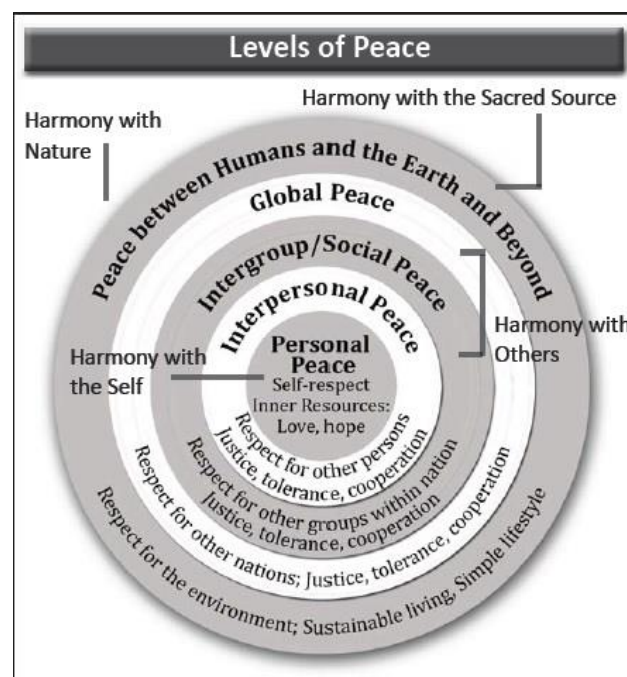 Levels of Peace
Harmony with the Sacred Source
Harmony with
Nature
Peace between Humans and the Earth and Beyond
Global Peace
Intergroup/Social Peace
Interpersonal Peace
Harmony with
Others
Harmony with
the Self
Personal
Peace
Self-respect
Inner Resources:
Love, hope
Respect for other persons
Justice, tolerance, cooperation
Respect for other groups within nation
Justice, tolerance, cooperation
Respect for other nations; Justice, tolerance, cooperation
Respect for the environment; Sustainable living, Simple lifestyle